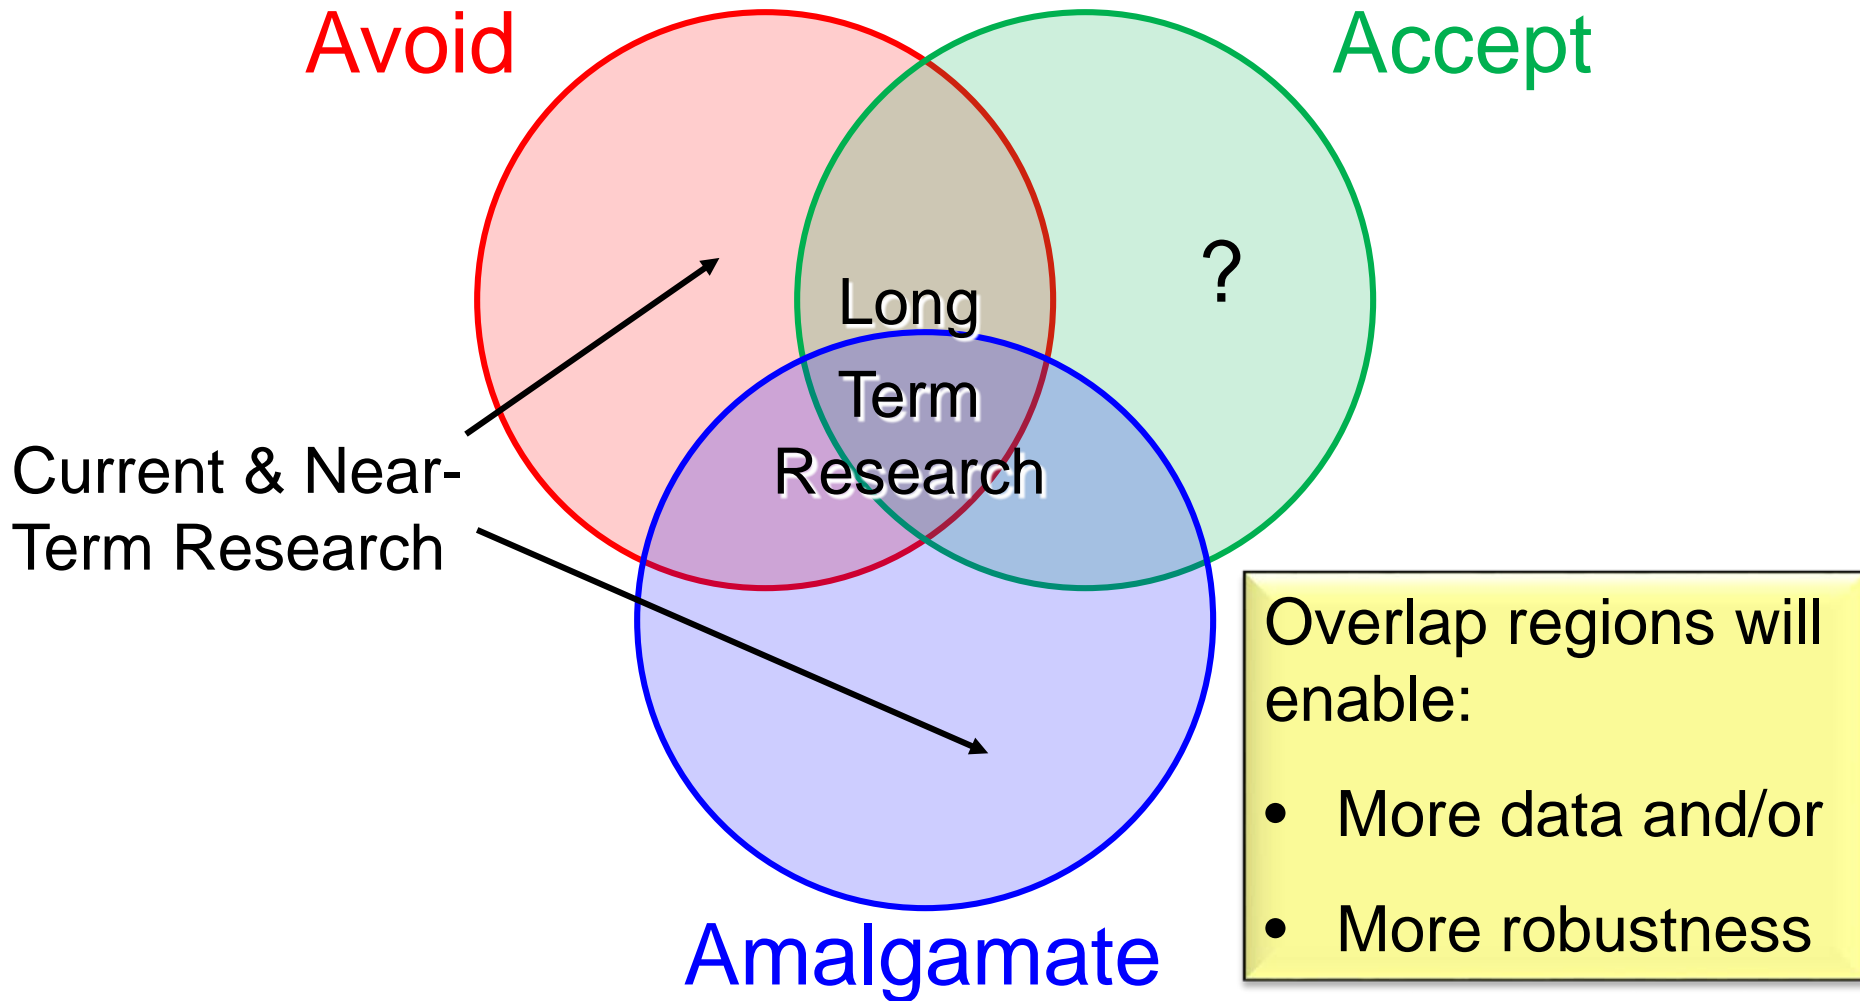 Avoid
Accept
?
Long
Term
Research
Current & Near-
Term Research
Overlap regions will
enable:
• More data and/or
• More robustness
Amalgamate